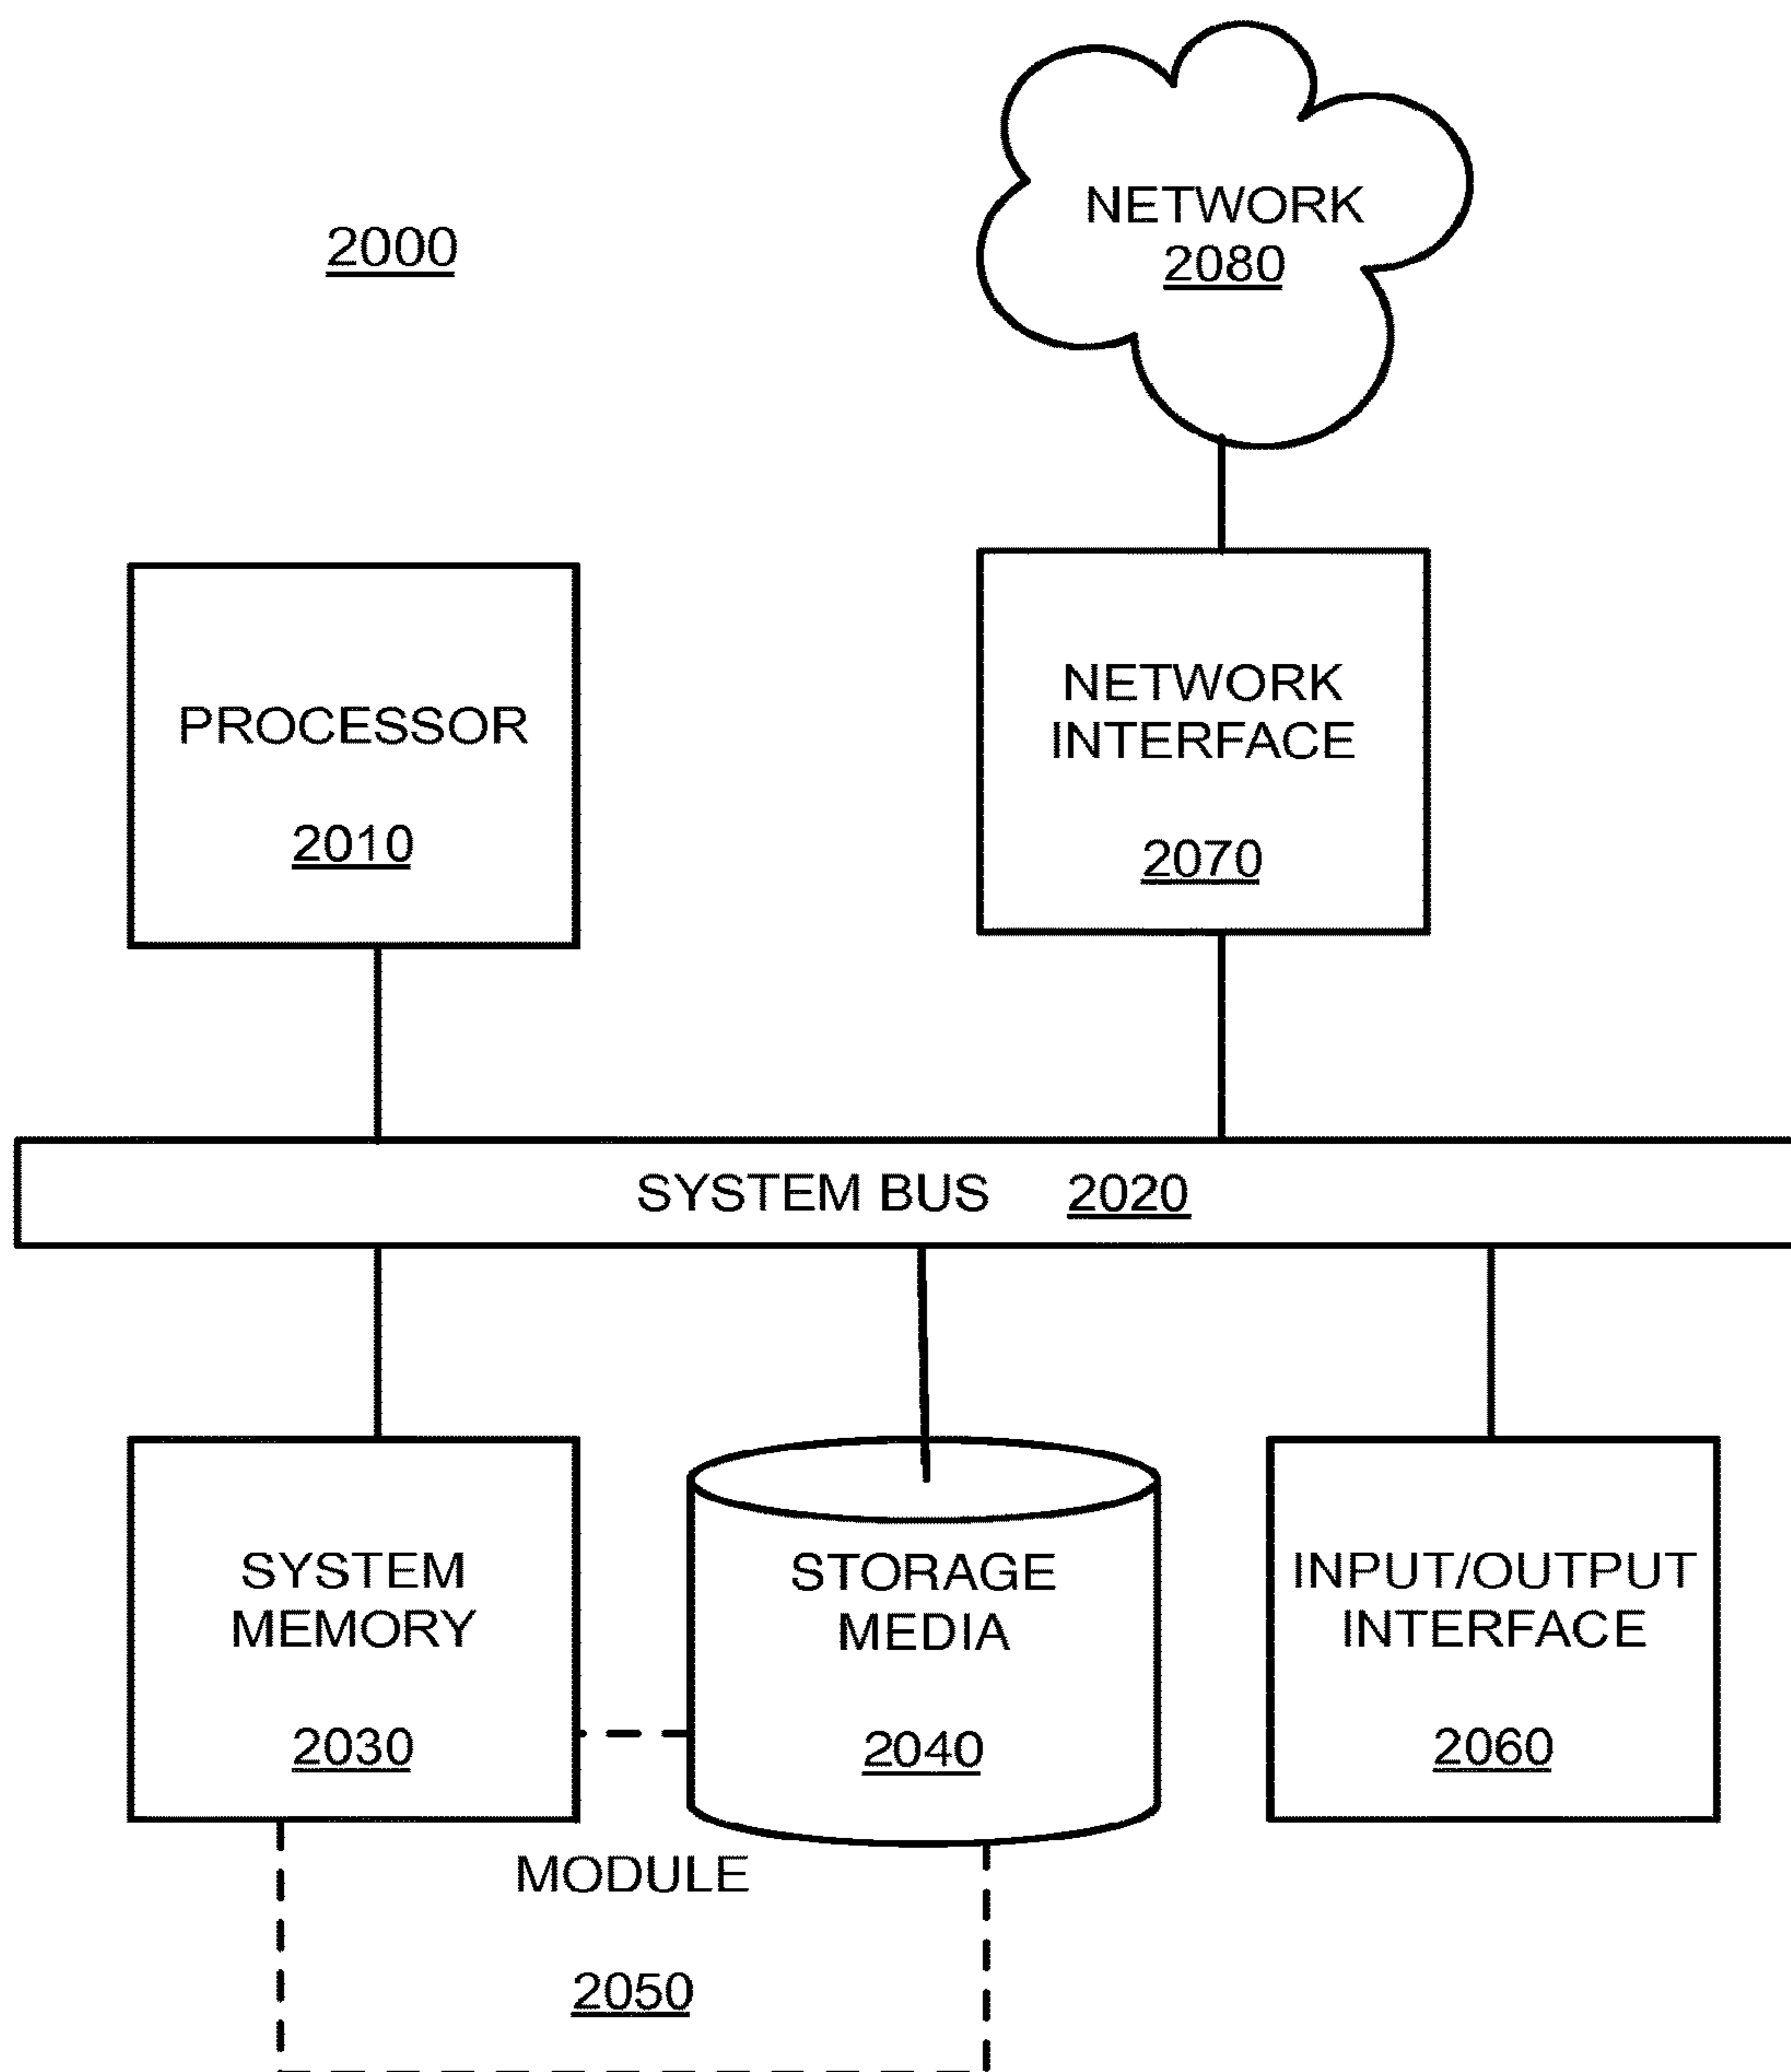 2000
NETWORK
2080
PROCESSOR
2010
NETWORK
INTERFACE
2070
SYSTEM BUS 2020
SYSTEM
MEMORY
2030
STORAGE
MEDIA
2040
INPUT/OUTPUT
INTERFACE
2060
MODULE
2050